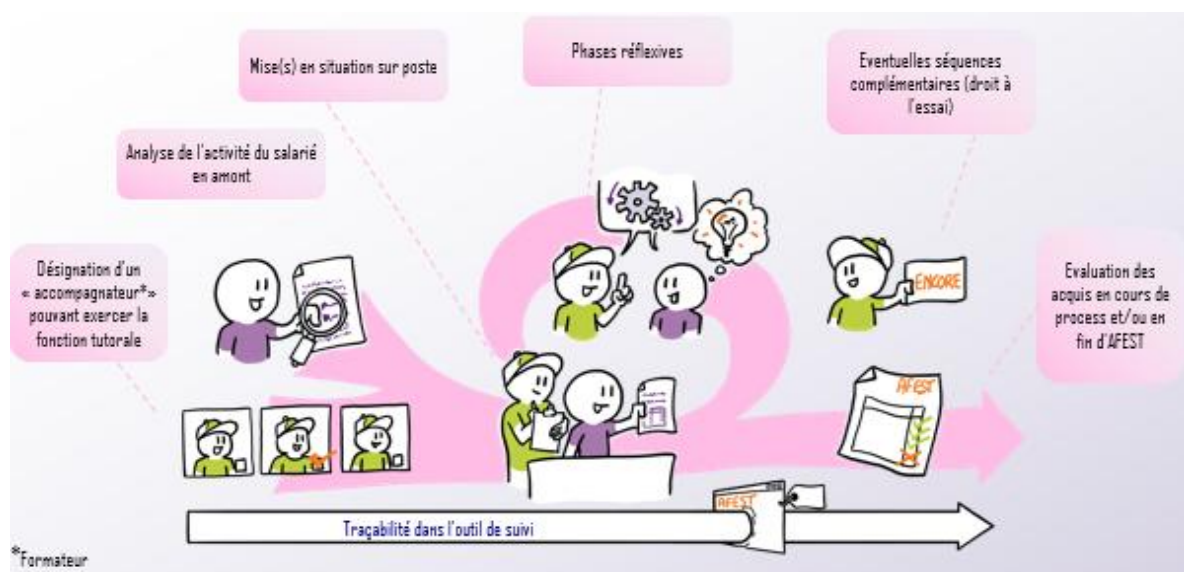 Mise(s) en situation sur poste
Phases réflexives
Eventuelles séquences
complémentaires (droit à
l'essai)
Analyse de l'activité du salarié
en amont
Désignation d'un
« accompagnateur*»
pouvant exercer la
fonction tutorale
ENCORE
Evaluation des
acquis en cours de
process et/ou en
fin d'AFEST
AFEST
AFEST
Traçabilité dans l'outil de suivi
*Formateur